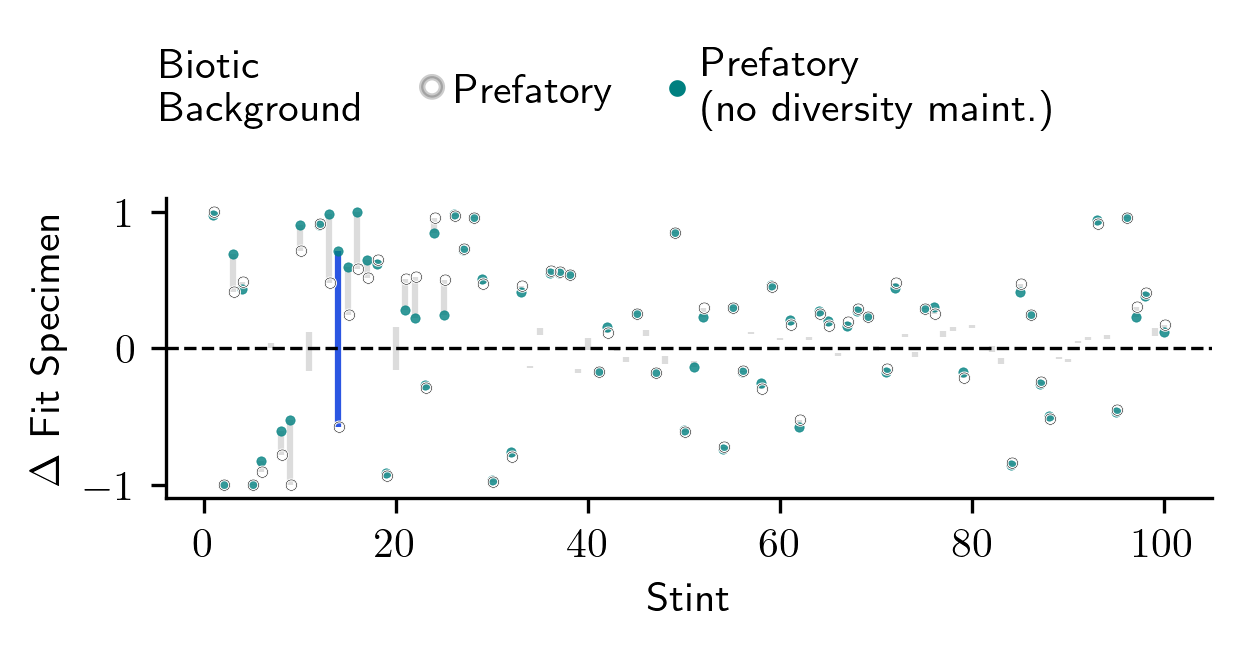 Biotic
Background
Prefatory
Prefatory
(no diversity maint.)
Δ Fit Specimen
1
0
−1
0
20
40
60
80
100
Stint